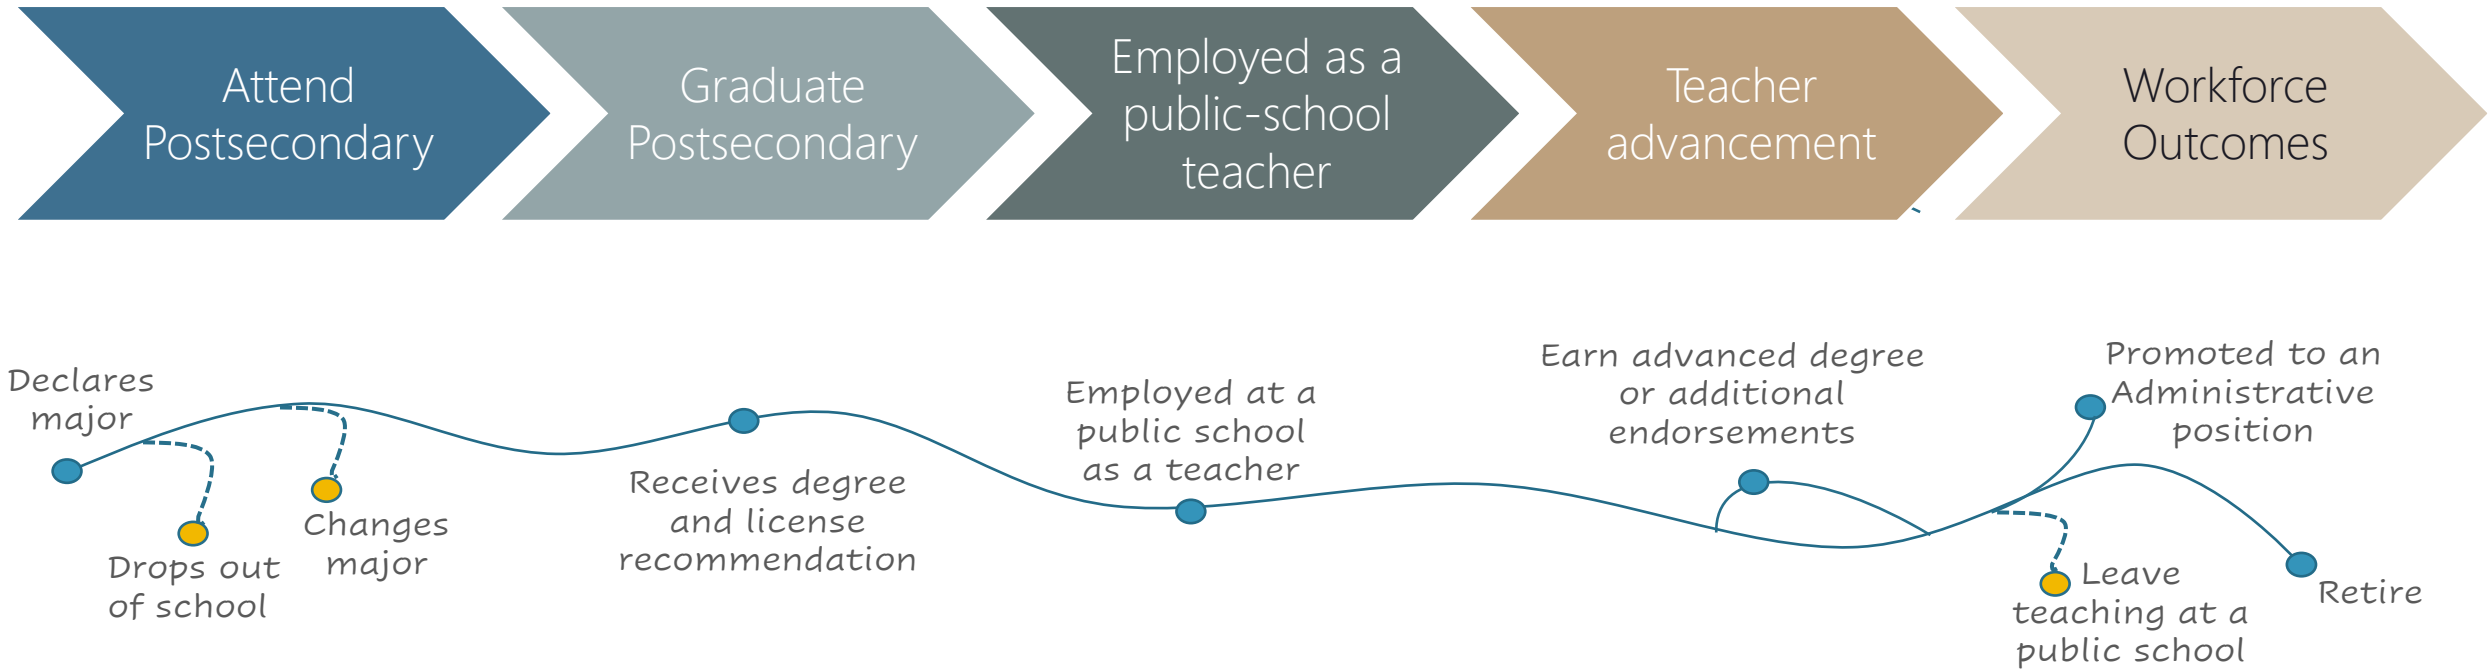 Attend
Postsecondary
Graduate
Postsecondary
Employed as a
public-school
teacher
Teacher
advancement
Workforce
Outcomes
Declares
major
Drops out
of school
Changes
major
Receives degree
and license
recommendation
Employed at a
public school
as a teacher
Earn advanced degree
or additional
endorsements
Promoted to an
Administrative
position
Leave
teaching at a
public school
Retire